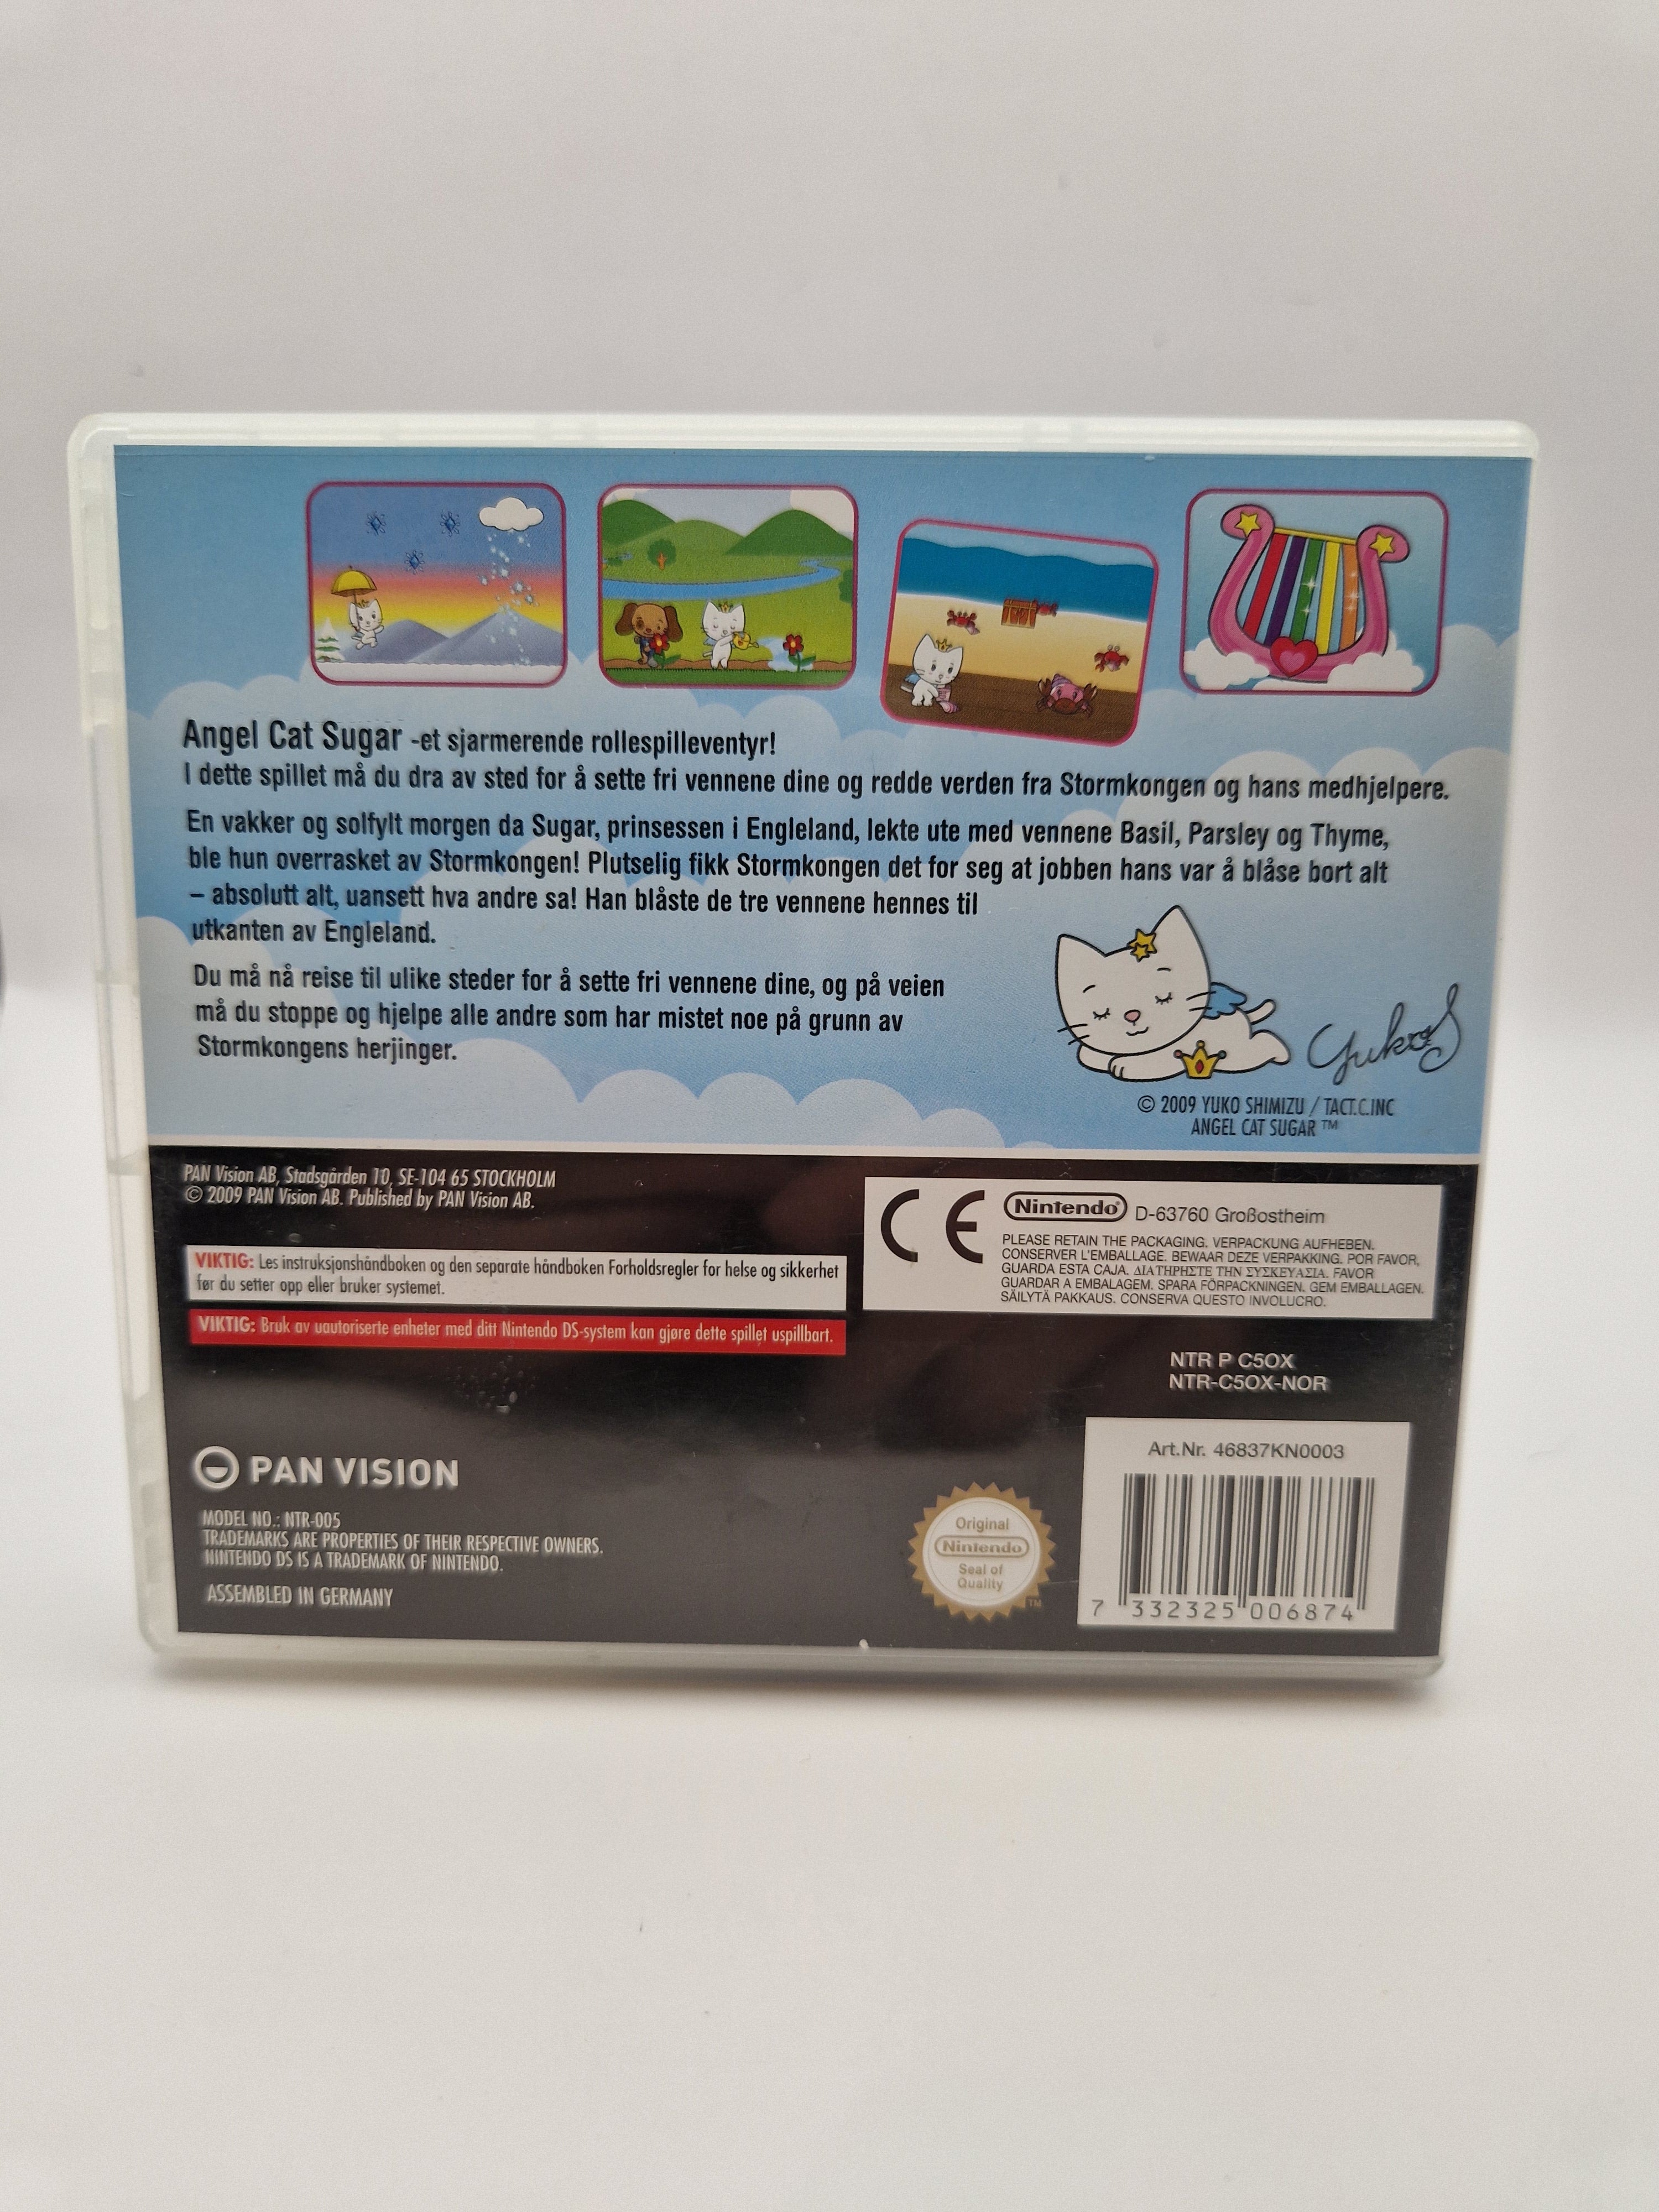 Angel Cat Sugar -et sjarmerende rollespilleventyr!
I dette spillet må du dra av sted for å sette fri vennene dine og redde verden fra Stormkongen og hans medhjelpere.
En vakker og solfylt morgen da Sugar, prinsessen i Engleland, lekte ute med vennene Basil, Parsley og Thyme,
ble hun overrasket av Stormkongen! Plutselig fikk Stormkongen det for seg at jobben hans var å blåse bort alt
– absolutt alt, uansett hva andre sa! Han blåste de tre vennene hennes til
utkanten av Engleland.
Du må nå reise til ulike steder for å sette fri vennene dine, og på veien
må du stoppe og hjelpe alle andre som har mistet noe på grunn av
Stormkongens herjinger.
Yuko S
© 2009 YUKO SHIMIZU / TACT.C.INC
ANGEL CAT SUGAR ™
PAN Vision AB, Stadsgården 10, SE-104 65 STOCKHOLM
© 2009 PAN Vision AB. Published by PAN Vision AB.
VIKTIG: Les instruksjonshåndboken og den separate håndboken Forholdsregler for helse og sikkerhet
før du setter opp eller bruker systemet.
VIKTIG: Bruk av uautoriserte enheter med ditt Nintendo DS-system kan gjøre dette spillet uspillbart.
CE
Nintendo® D-63760 Großostheim
PLEASE RETAIN THE PACKAGING. VERPACKUNG AUFHEBEN.
CONSERVER L'EMBALLAGE. BEWAAR DEZE VERPAKKING. POR FAVOR,
GUARDA ESTA CAJA. ΔΙΑΤΗΡΗΣΤΕ ΤΗΝ ΣΥΣΚΕΥΑΣΙΑ. FAVOR
GUARDAR A EMBALAGEM. SPARA FÖRPACKNINGEN. GEM EMBALLAGEN.
SÄILYTÄ PAKKAUS. CONSERVA QUESTO INVOLUCRO.
NTR P C5OX
NTR-C5OX-NOR
PAN VISION
MODEL NO.: NTR-005
TRADEMARKS ARE PROPERTIES OF THEIR RESPECTIVE OWNERS.
NINTENDO DS IS A TRADEMARK OF NINTENDO.
ASSEMBLED IN GERMANY
Original
Nintendo
Seal of
Quality
TM
Art.Nr. 46837KN0003
7 332325 006874